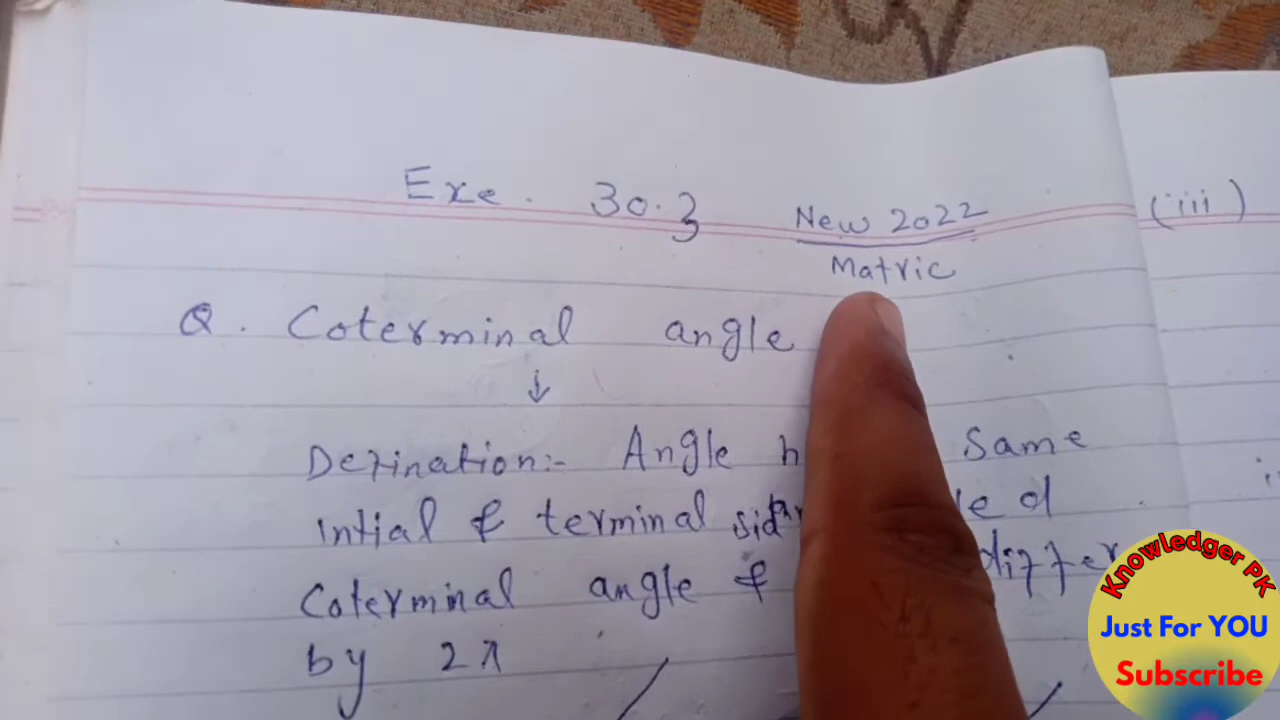 Exe. 30.3
New 2022
Matric
(iii)
Q. Coterminal angle
Defination:- Angle same
intial & terminal
Coterminal angle & differ
by 2π
Knowledger PK
Just For YOU
Subscribe